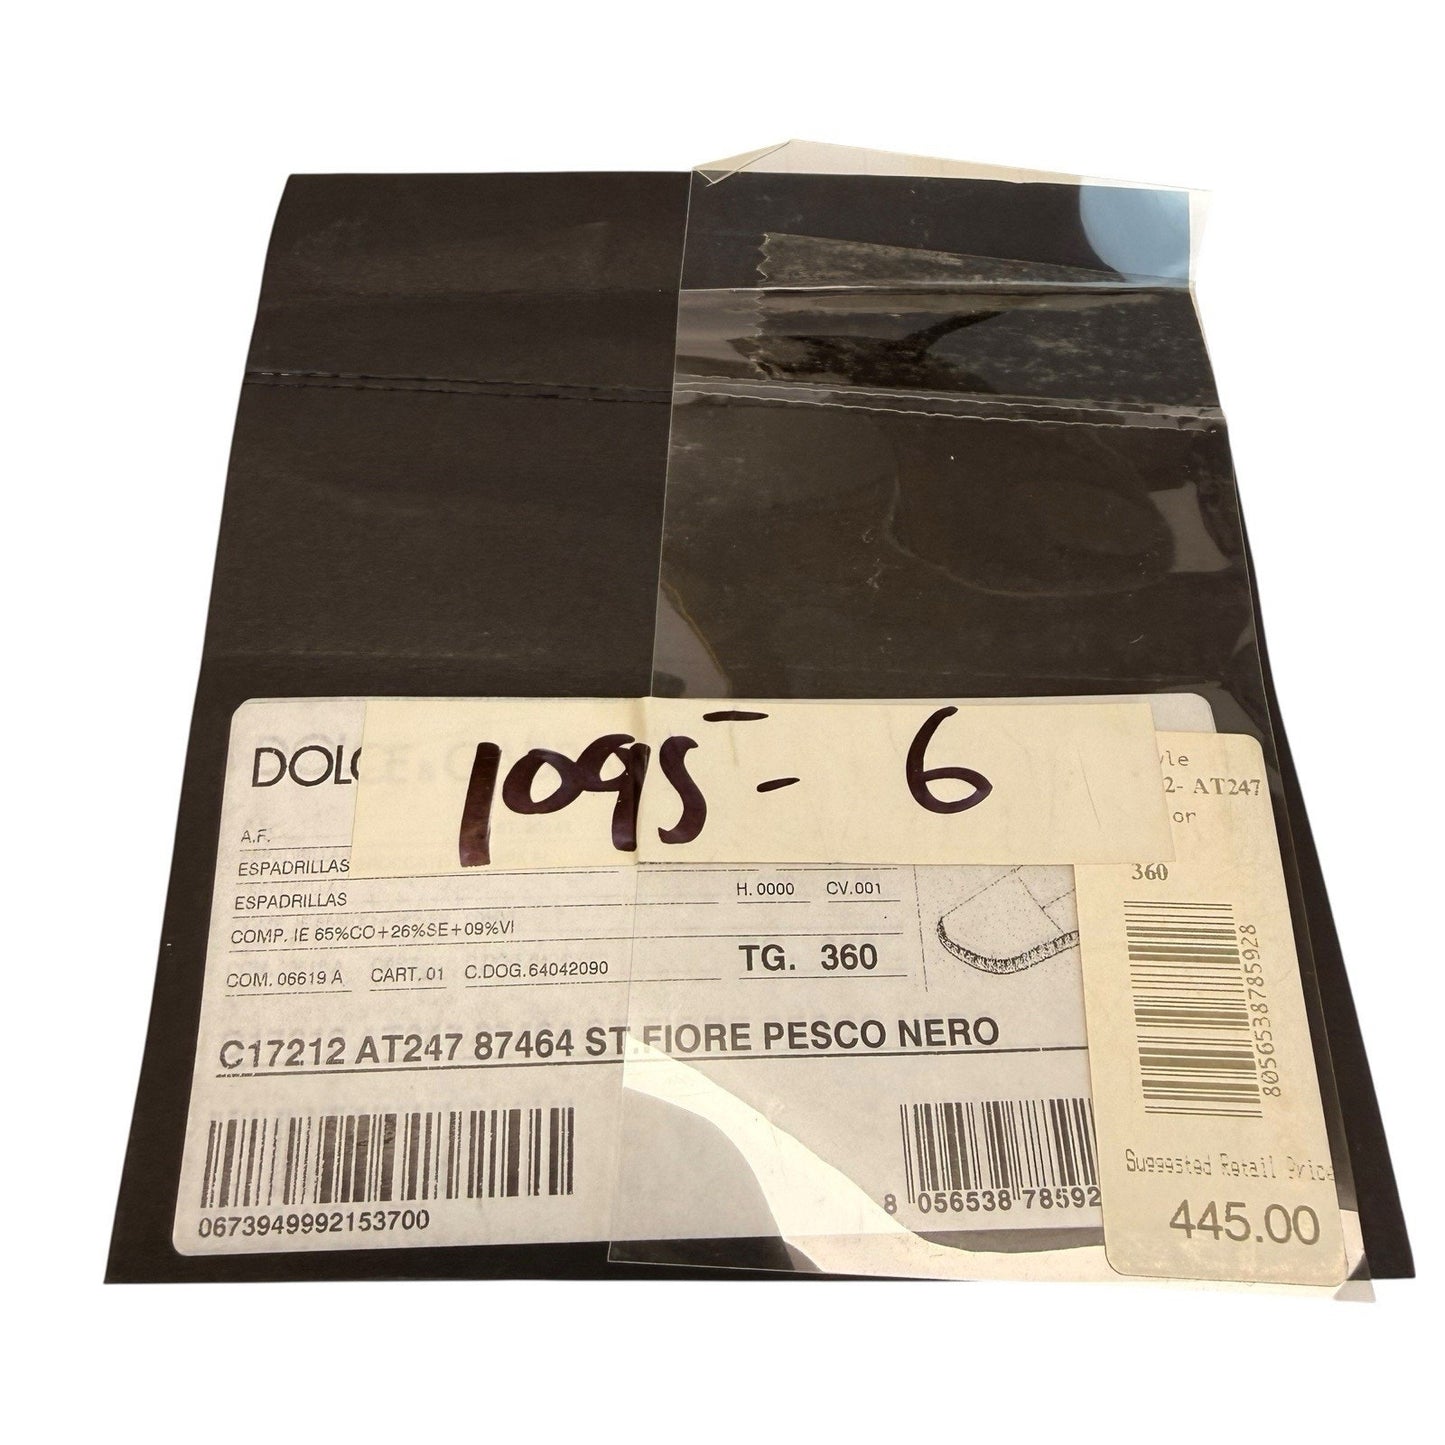 DOLCE & G
1095- - 6
A.F.
ESPADRILLAS
ESPADRILLAS
H.0000 CV.001
COMP. IE 65%CO+26%SE+09%VI
TG. 360
COM. 06619 A CART. 01 C.DOG.64042090
C17212 AT247 87464 ST.FIORE PESCO NERO
0673949992153700
8 056538 78592
yle
2- AT247
or
360
8056538785928
Suggested Retail Price
445.00